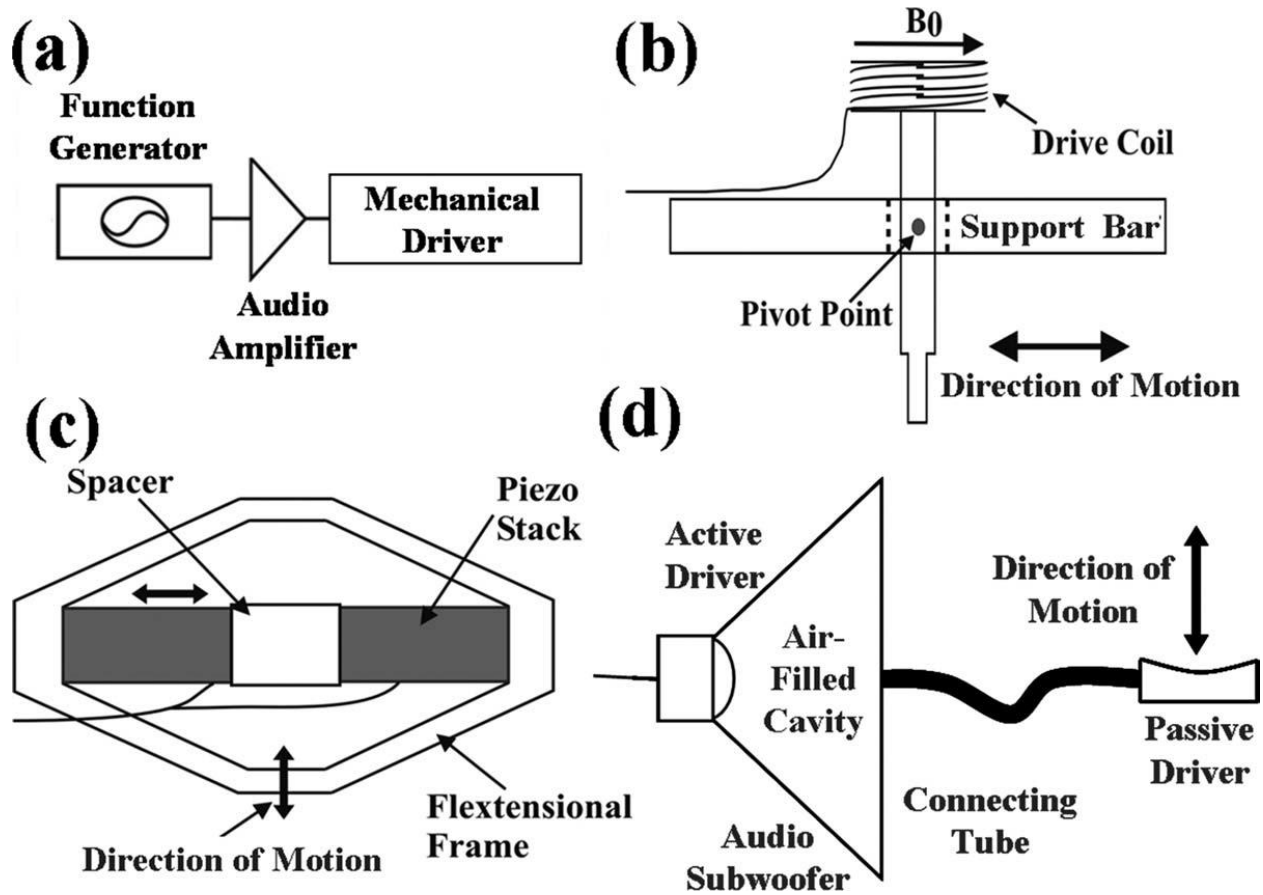 (a)
Function
Generator
Audio
Amplifier
Mechanical
Driver
(b)
B0
Drive Coil
Support Bar
Pivot Point
Direction of Motion
(c)
Spacer
Piezo
Stack
Flextensional
Frame
Direction of Motion
(d)
Active
Driver
Air-
Filled
Cavity
Audio
Subwoofer
Connecting
Tube
Direction of
Motion
Passive
Driver